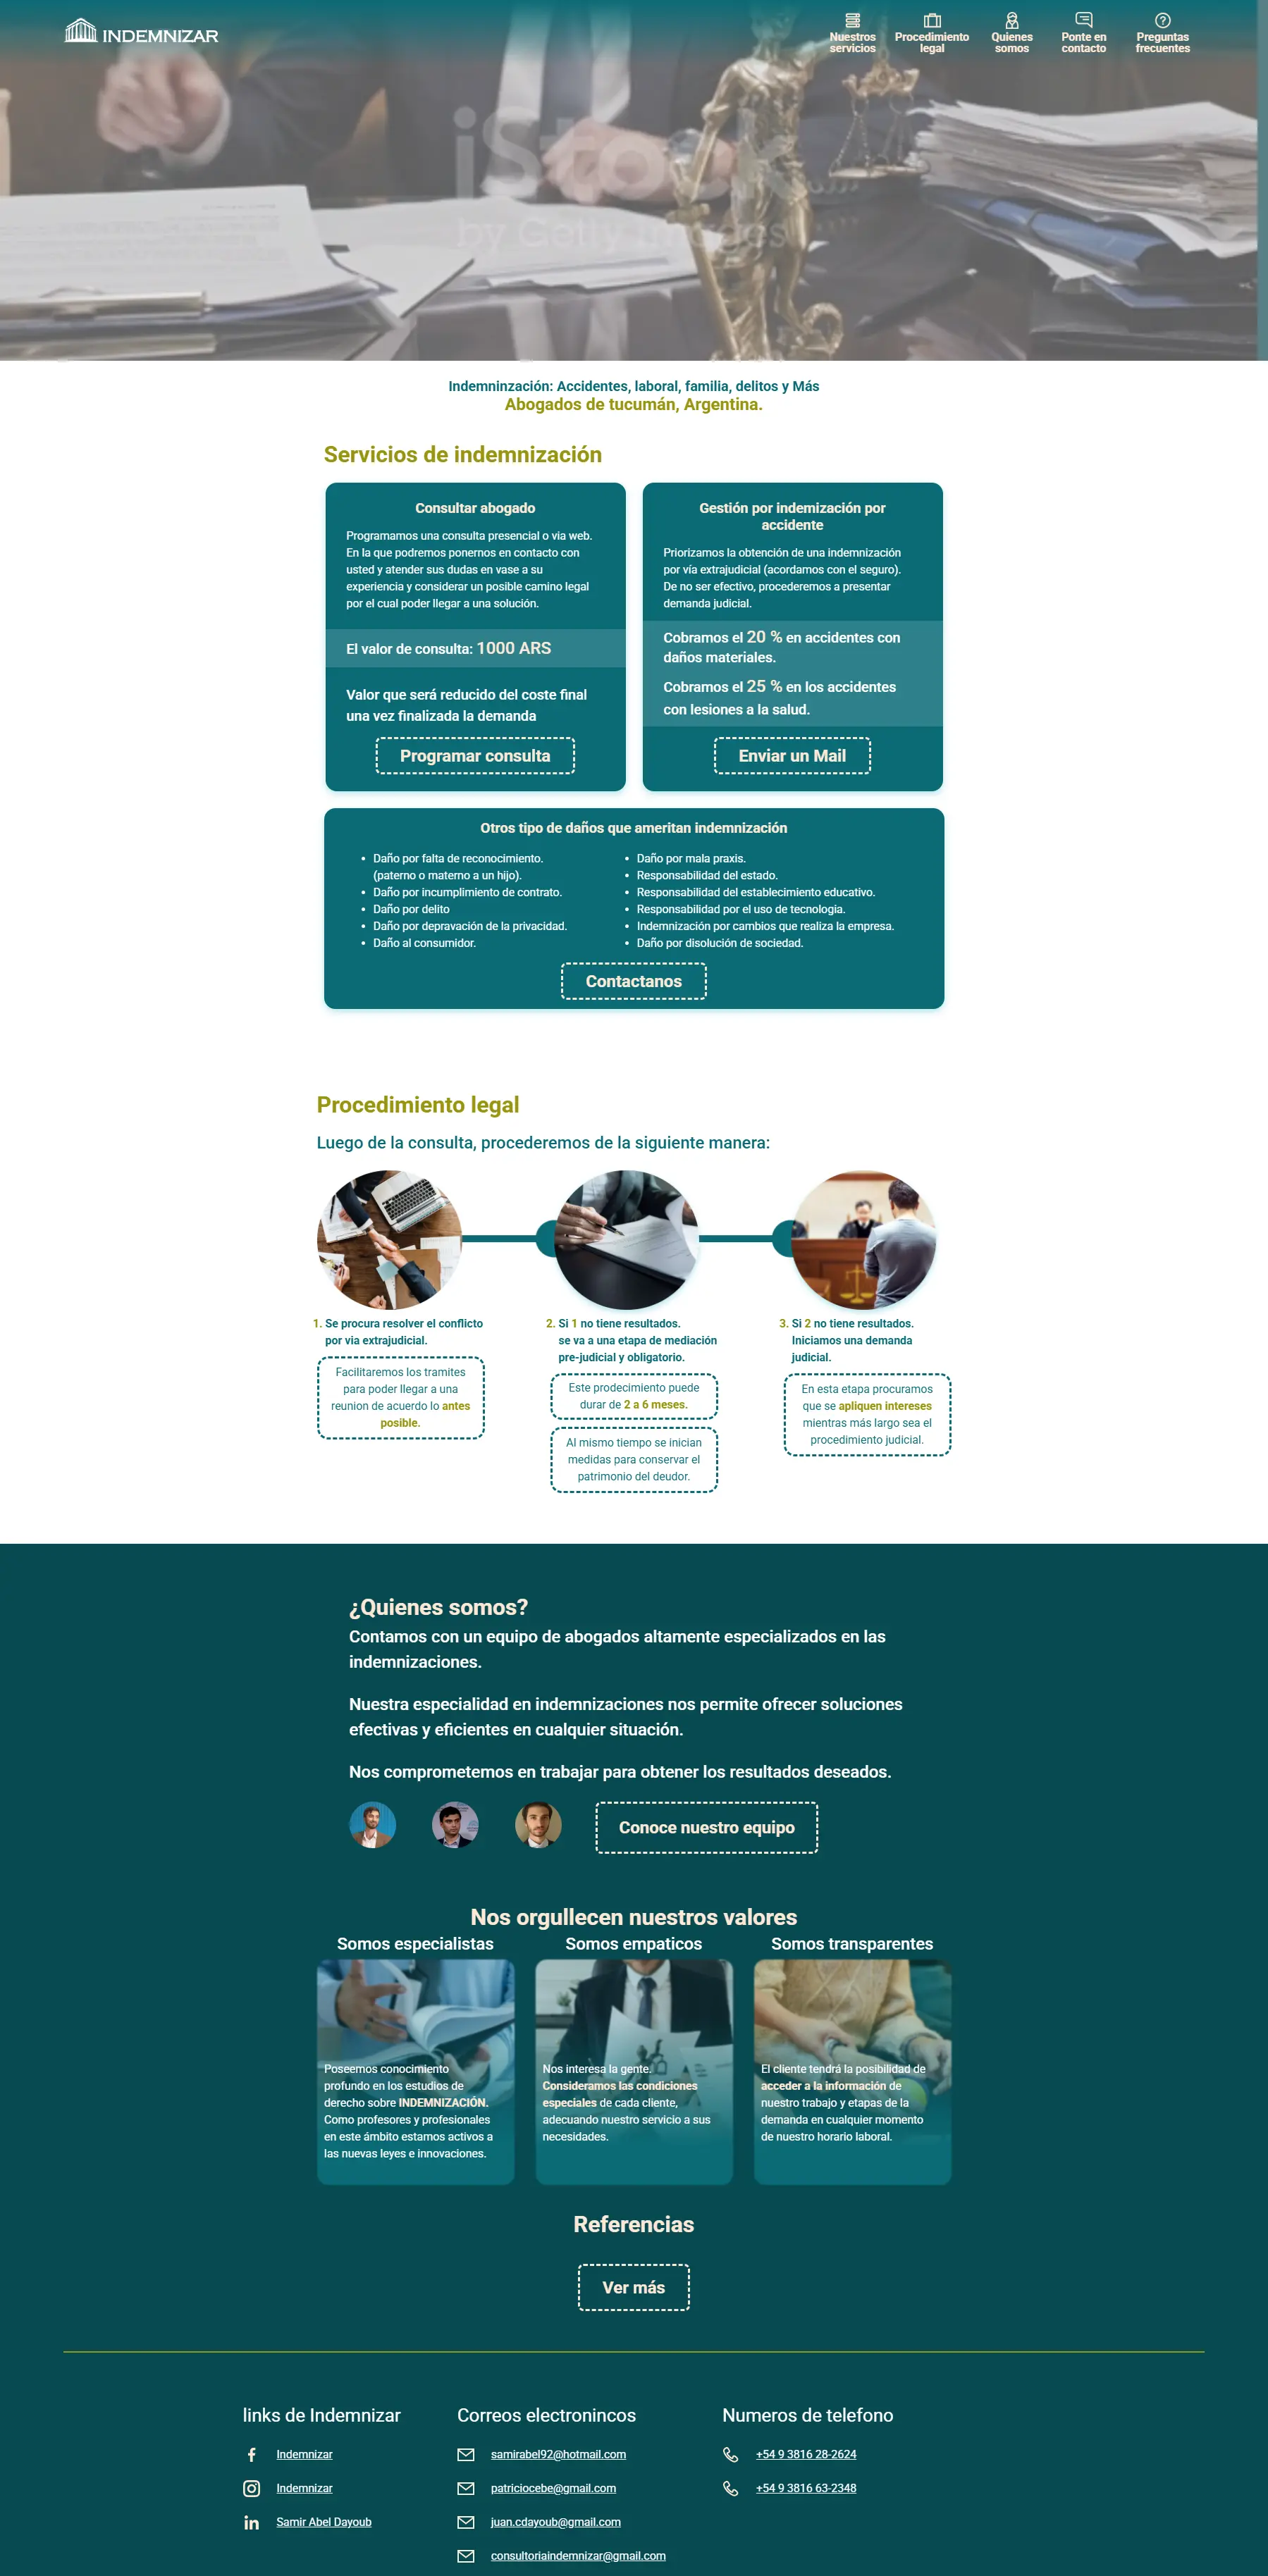 INDEMNIZAR
Nuestros
servicios
Procedimiento
legal
Quienes
somos
Ponte en
contacto
Preguntas
frecuentes
iStock
by Getty Images
Indemninzación: Accidentes, laboral, familia, delitos y Más
Abogados de tucumán, Argentina.
Servicios de indemnización
Consultar abogado
Programamos una consulta presencial o via web.
En la que podremos ponernos en contacto con
usted y atender sus dudas en vase a su
experiencia y considerar un posible camino legal
por el cual poder llegar a una solución.
El valor de consulta: 1000 ARS
Valor que será reducido del coste final
una vez finalizada la demanda
Programar consulta
Gestión por indemización por
accidente
Priorizamos la obtención de una indemnización
por vía extrajudicial (acordamos con el seguro).
De no ser efectivo, procederemos a presentar
demanda judicial.
Cobramos el 20 % en accidentes con
daños materiales.
Cobramos el 25 % en los accidentes
con lesiones a la salud.
Enviar un Mail
Otros tipo de daños que ameritan indemnización
• Daño por falta de reconocimiento.
(paterno o materno a un hijo).
• Daño por incumplimiento de contrato.
• Daño por delito
• Daño por depravación de la privacidad.
• Daño al consumidor.
• Daño por mala praxis.
• Responsabilidad del estado.
• Responsabilidad del establecimiento educativo.
• Responsabilidad por el uso de tecnología.
• Indemnización por cambios que realiza la empresa.
• Daño por disolución de sociedad.
Contactanos
Procedimiento legal
Luego de la consulta, procederemos de la siguiente manera:
1. Se procura resolver el conflicto
por via extrajudicial.
Facilitaremos los tramites
para poder llegar a una
reunion de acuerdo lo antes
posible.
2. Si 1 no tiene resultados.
se va a una etapa de mediación
pre-judicial y obligatorio.
Este prodecimiento puede
durar de 2 a 6 meses.
Al mismo tiempo se inician
medidas para conservar el
patrimonio del deudor.
3. Si 2 no tiene resultados.
Iniciamos una demanda
judicial.
En esta etapa procuramos
que se apliquen intereses
mientras más largo sea el
procedimiento judicial.
¿Quienes somos?
Contamos con un equipo de abogados altamente especializados en las
indemnizaciones.
Nuestra especialidad en indemnizaciones nos permite ofrecer soluciones
efectivas y eficientes en cualquier situación.
Nos comprometemos en trabajar para obtener los resultados deseados.
Conoce nuestro equipo
Nos orgullecen nuestros valores
Somos especialistas
Poseemos conocimiento
profundo en los estudios de
derecho sobre INDEMNIZACIÓN.
Como profesores y profesionales
en este ámbito estamos activos a
las nuevas leyes e innovaciones.
Somos empaticos
Nos interesa la gente.
Consideramos las condiciones
especiales de cada cliente,
adecuando nuestro servicio a sus
necesidades.
Somos transparentes
El cliente tendrá la posibilidad de
acceder a la información de
nuestro trabajo y etapas de la
demanda en cualquier momento
de nuestro horario laboral.
Referencias
Ver más
links de Indemnizar
Indemnizar
Indemnizar
Samir Abel Dayoub
Correos electronincos
samirabel92@hotmail.com
patriciocebe@gmail.com
juan.cdayoub@gmail.com
consultoriaindemnizar@gmail.com
Numeros de telefono
+54 9 3816 28-2624
+54 9 3816 63-2348